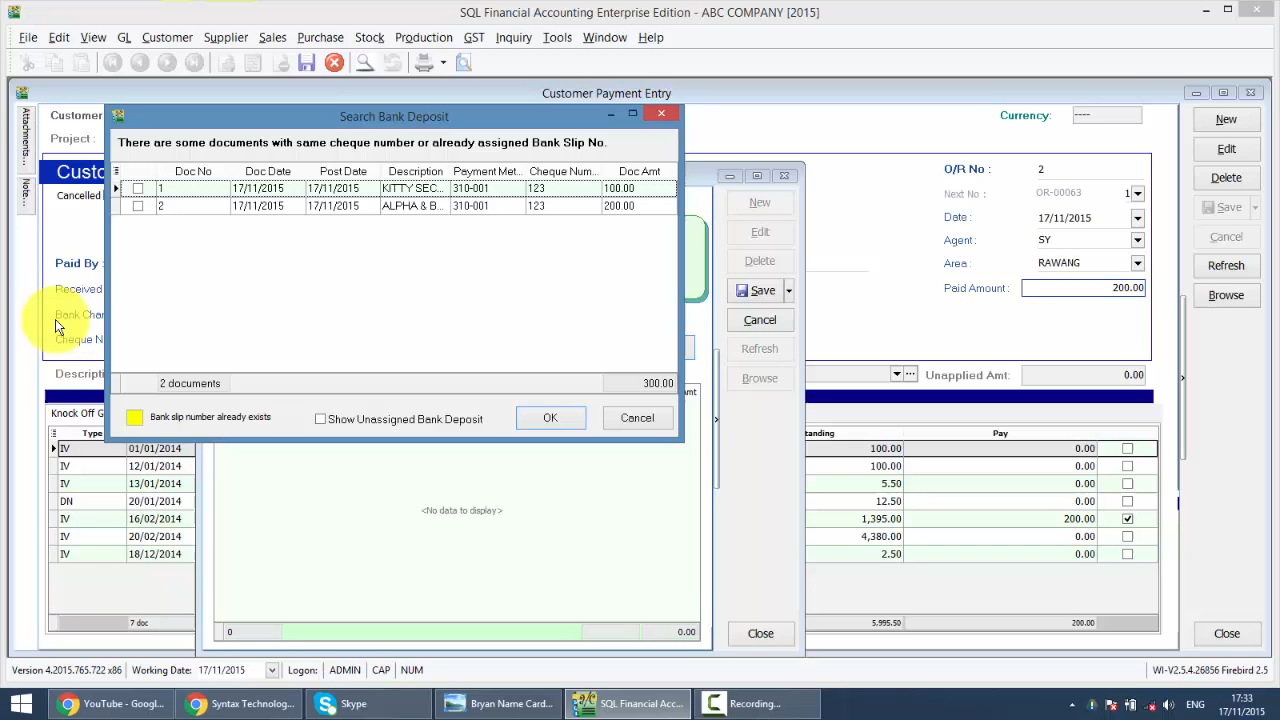 SQL Financial Accounting Enterprise Edition - ABC COMPANY [2015]
File Edit View GL Customer Supplier Sales Purchase Stock Production GST Inquiry Tools Window Help
Customer Payment Entry
Attachments...
Notes...
Customer
Project :
Currency: ----
Custo
Cancelled
Paid By :
Received
Bank Char
Cheque N
Descripti
O/R No : 2
Next No : OR-00063 1
Date : 17/11/2015
Agent : SY
Area : RAWANG
Paid Amount : 200.00
Unapplied Amt: 0.00
New
Edit
Delete
Save
Cancel
Refresh
Browse
Close
Search Bank Deposit
There are some documents with same cheque number or already assigned Bank Slip No.
Doc No Doc Date Post Date Description Payment Met... Cheque Num... Doc Amt
1 17/11/2015 17/11/2015 KITTY SEC... 310-001 123 100.00
2 17/11/2015 17/11/2015 ALPHA & B... 310-001 123 200.00
2 documents 300.00
Bank slip number already exists
Show Unassigned Bank Deposit
OK Cancel
New
Edit
Delete
Save
Cancel
Refresh
Browse
Close
mt
<No data to display>
0 0.00
Knock Off G
Type
standing Pay
IV 01/01/2014 100.00 0.00
IV 12/01/2014 100.00 0.00
IV 13/01/2014 5.50 0.00
DN 20/01/2014 12.50 0.00
IV 16/02/2014 1,395.00 200.00
IV 20/02/2014 4,380.00 0.00
IV 18/12/2014 2.50 0.00
7 doc 5,995.50 200.00
Version 4.2015.765.722 x86 Working Date: 17/11/2015 Logon: ADMIN CAP NUM WI-V2.5.4.26856 Firebird 2.5
YouTube - Googl... Syntax Technolog... Skype Bryan Name Card... SQL Financial Acc... Recording...
17:33
17/11/2015